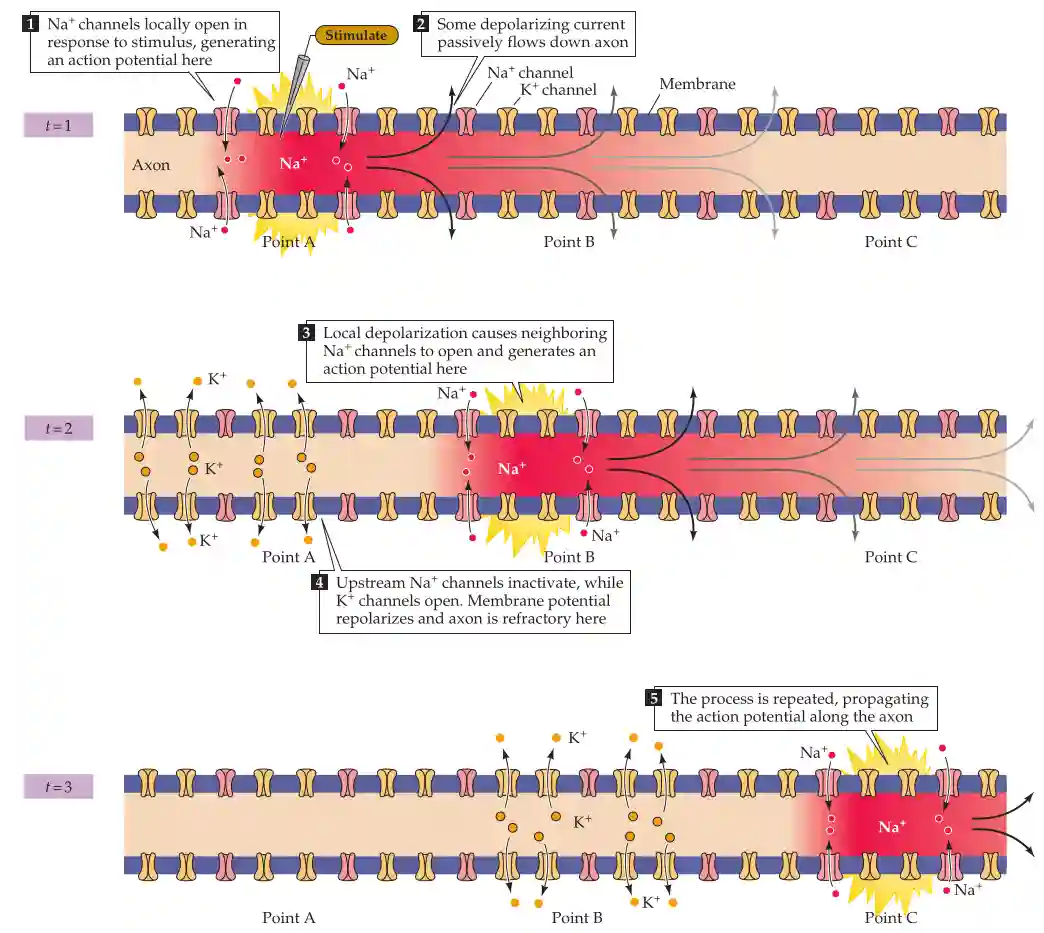 1 Na⁺ channels locally open in
response to stimulus, generating
an action potential here
Stimulate
2 Some depolarizing current
passively flows down axon
Na⁺
Na⁺ channel
K⁺ channel
Membrane
t=1
Axon
Na⁺
Na⁺
Point A
Point B
Point C
3 Local depolarization causes neighboring
Na⁺ channels to open and generates an
action potential here
K⁺
Na⁺
t=2
K⁺
Na⁺
K⁺
Na⁺
Point A
Point B
Point C
4 Upstream Na⁺ channels inactivate, while
K⁺ channels open. Membrane potential
repolarizes and axon is refractory here
5 The process is repeated, propagating
the action potential along the axon
K⁺
Na⁺
t=3
K⁺
Na⁺
K⁺
Na⁺
Point A
Point B
Point C